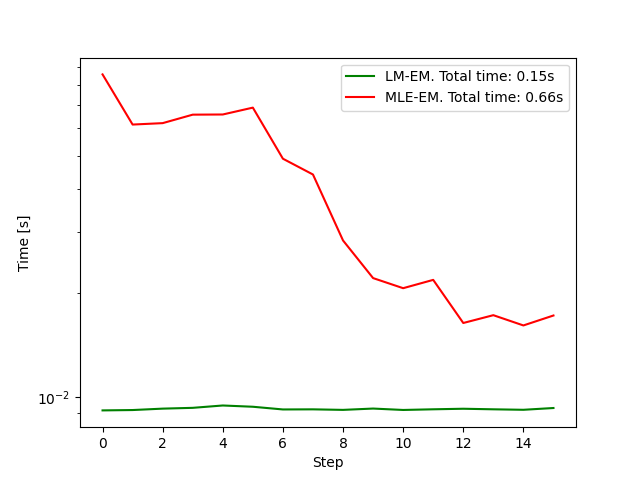 LM-EM. Total time: 0.15s
MLE-EM. Total time: 0.66s
Time [s]
10⁻²
0 2 4 6 8 10 12 14
Step